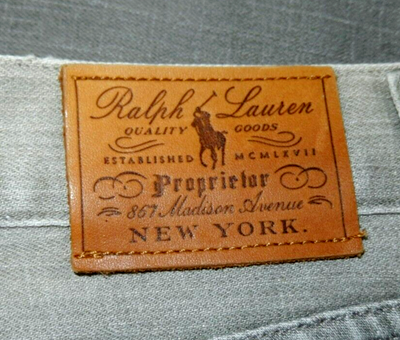 Ralph Lauren
QUALITY GOODS
ESTABLISHED MCMLXVII
Proprietor
867 Madison Avenue
NEW YORK.